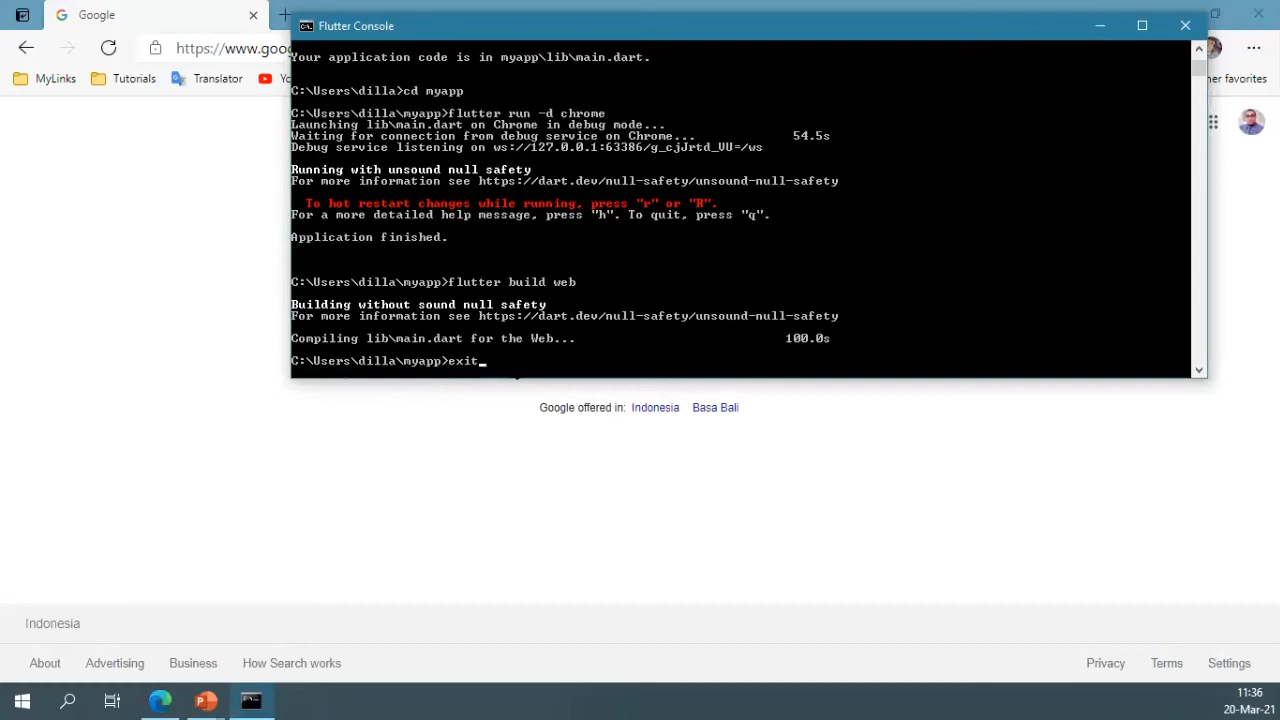 Google
Flutter Console
https://www.goo
MyLinks
Tutorials
Translator
her favorites
Your application code is in myapp\lib\main.dart.
C:\Users\dilla>cd myapp
C:\Users\dilla\myapp>flutter run -d chrome
Launching lib\main.dart on Chrome in debug mode...
Waiting for connection from debug service on Chrome... 54.5s
Debug service listening on ws://127.0.0.1:63386/g_cjJrtd_VU=/ws
Running with unsound null safety
For more information see https://dart.dev/null-safety/unsound-null-safety
To hot restart changes while running, press "r" or "R".
For a more detailed help message, press "h". To quit, press "q".
Application finished.
C:\Users\dilla\myapp>flutter build web
Building without sound null safety
For more information see https://dart.dev/null-safety/unsound-null-safety
Compiling lib\main.dart for the Web... 100.0s
C:\Users\dilla\myapp>exit_
Google offered in: Indonesia Basa Bali
Indonesia
About Advertising Business How Search works Privacy Terms Settings
11:36
20-Mar-21